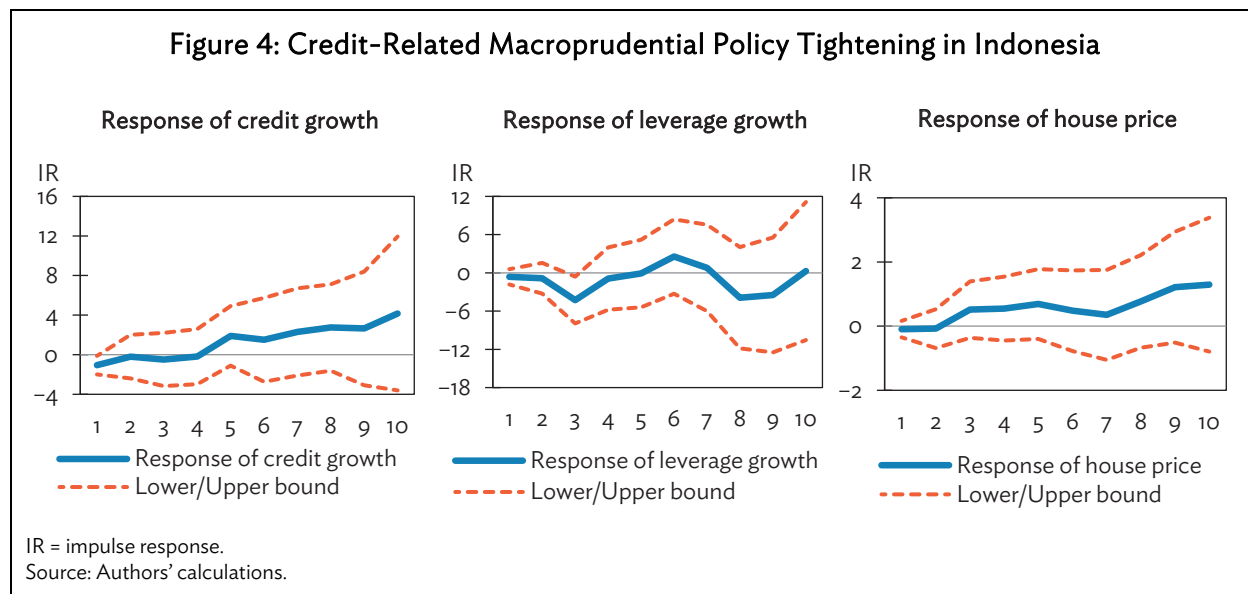 Figure 4: Credit-Related Macroprudential Policy Tightening in Indonesia
Response of credit growth
IR
16
12
8
4
0
−4
1 2 3 4 5 6 7 8 9 10
Response of credit growth
Lower/Upper bound
Response of leverage growth
IR
12
6
0
−6
−12
−18
1 2 3 4 5 6 7 8 9 10
Response of leverage growth
Lower/Upper bound
Response of house price
IR
4
2
0
−2
1 2 3 4 5 6 7 8 9 10
Response of house price
Lower/Upper bound
IR = impulse response.
Source: Authors’ calculations.